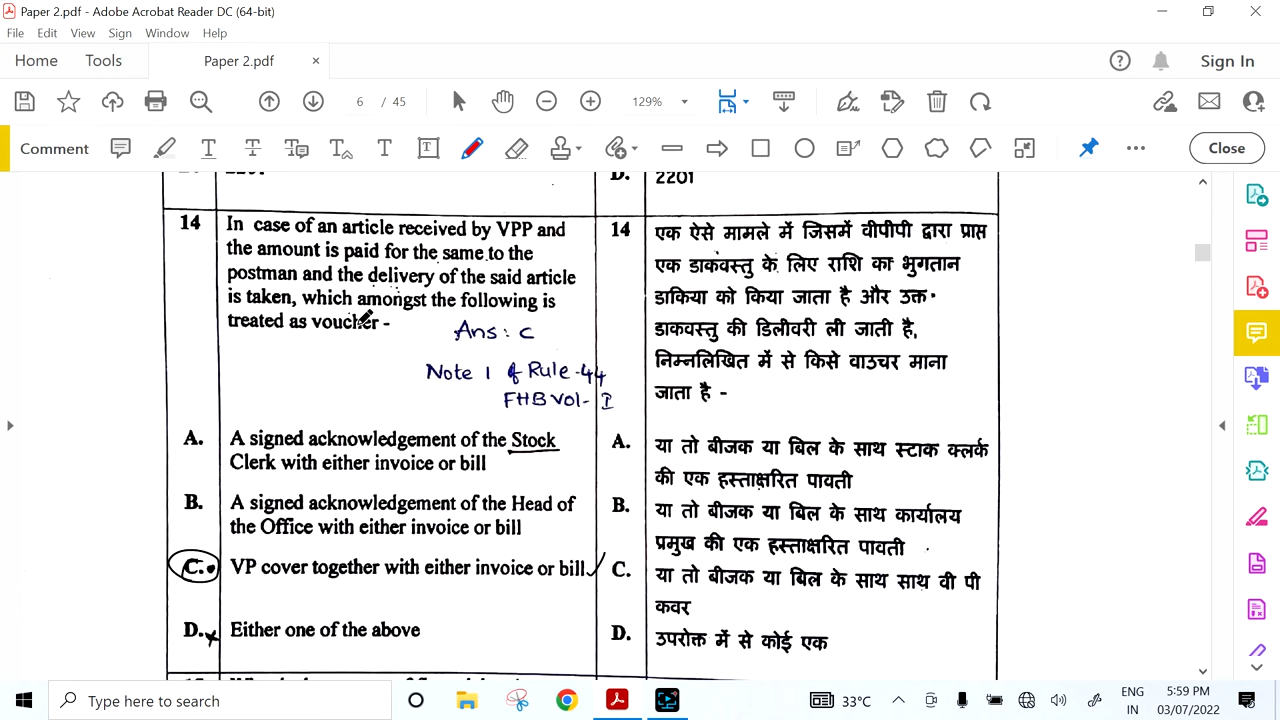 Paper 2.pdf - Adobe Acrobat Reader DC (64-bit)
File Edit View Sign Window Help
Home Tools Paper 2.pdf × Sign In
6 / 45 129%
Comment Close
D. 2201
14 In case of an article received by VPP and
the amount is paid for the same to the
postman and the delivery of the said article
is taken, which amongst the following is
treated as voucher -
Ans: C
Note 1 of Rule-44
FHB Vol- I
A. A signed acknowledgement of the Stock
Clerk with either invoice or bill
B. A signed acknowledgement of the Head of
the Office with either invoice or bill
C. VP cover together with either invoice or bill
D. Either one of the above
14 एक ऐसे मामले में जिसमें वीपीपी द्वारा प्राप्त
एक डाकवस्तु के लिए राशि का भुगतान
डाकिया को किया जाता है और उक्त
डाकवस्तु की डिलीवरी ली जाती है,
निम्नलिखित में से किसे वाउचर माना
जाता है -
A. या तो बीजक या बिल के साथ स्टाक क्लर्क
की एक हस्ताक्षरित पावती
B. या तो बीजक या बिल के साथ कार्यालय
प्रमुख की एक हस्ताक्षरित पावती
C. या तो बीजक या बिल के साथ साथ वी पी
कवर
D. उपरोक्त में से कोई एक
Type here to search
33°C
ENG
IN
5:59 PM
03/07/2022